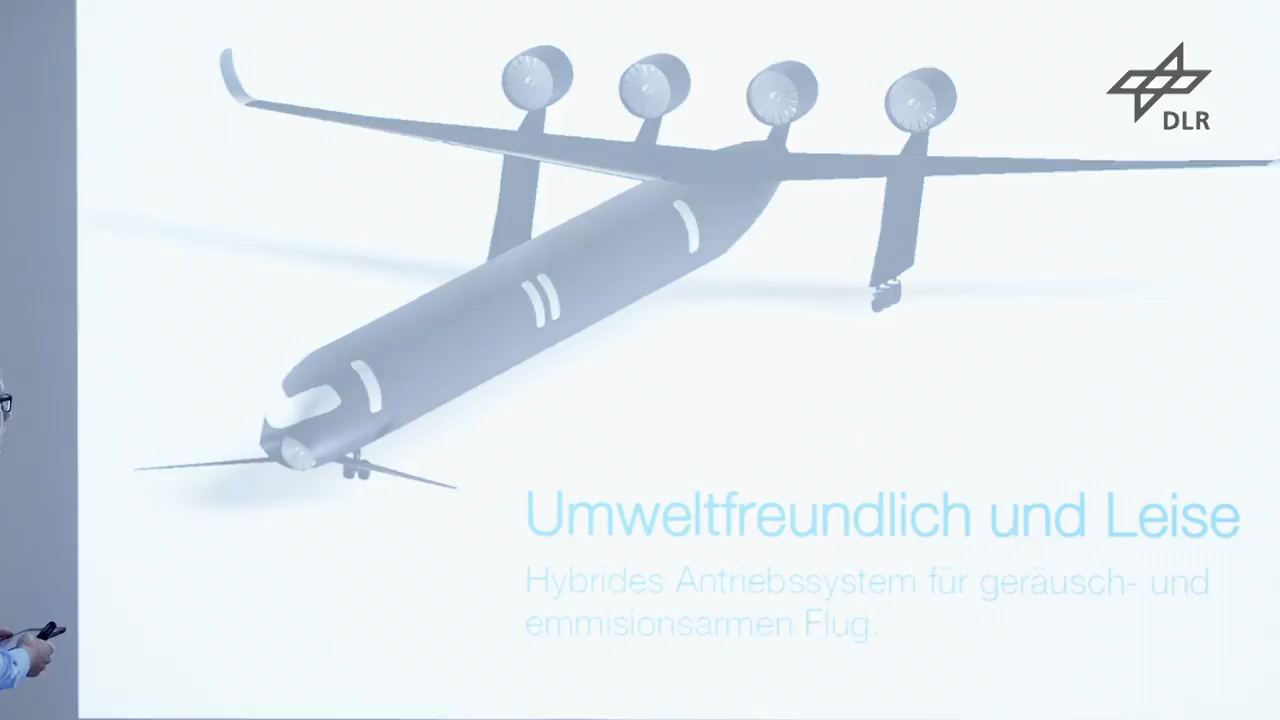 DLR
Umweltfreundlich und Leise
Hybrides Antriebssystem für geräusch- und
emmisionsarmen Flug.